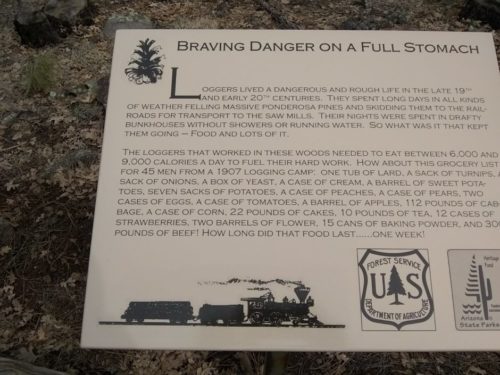 BRAVING DANGER ON A FULL STOMACH
LOGGERS LIVED A DANGEROUS AND ROUGH LIFE IN THE LATE 19TH
AND EARLY 20TH CENTURIES. THEY SPENT LONG DAYS IN ALL KINDS
OF WEATHER FELLING MASSIVE PONDEROSA PINES AND SKIDDING THEM TO THE RAIL-
ROADS FOR TRANSPORT TO THE SAW MILLS. THEIR NIGHTS WERE SPENT IN DRAFTY
BUNKHOUSES WITHOUT SHOWERS OR RUNNING WATER. SO WHAT WAS IT THAT KEPT
THEM GOING – FOOD AND LOTS OF IT.
THE LOGGERS THAT WORKED IN THESE WOODS NEEDED TO EAT BETWEEN 6,000 AND
9,000 CALORIES A DAY TO FUEL THEIR HARD WORK. HOW ABOUT THIS GROCERY LIST
FOR 45 MEN FROM A 1907 LOGGING CAMP: ONE TUB OF LARD, A SACK OF TURNIPS, A
SACK OF ONIONS, A BOX OF YEAST, A CASE OF CREAM, A BARREL OF SWEET POTA-
TOES, SEVEN SACKS OF POTATOES, A CASE OF PEACHES, A CASE OF PEARS, TWO
CASES OF EGGS, A CASE OF TOMATOES, A BARREL OF APPLES, 112 POUNDS OF CAB-
BAGE, A CASE OF CORN, 22 POUNDS OF CAKES, 10 POUNDS OF TEA, 12 CASES OF
STRAWBERRIES, TWO BARRELS OF FLOWER, 15 CANS OF BAKING POWDER, AND 300
POUNDS OF BEEF! HOW LONG DID THAT FOOD LAST......ONE WEEK!
FOREST SERVICE
U S
DEPARTMENT OF AGRICULTURE
Heritage
Fund
Arizona
State Parks